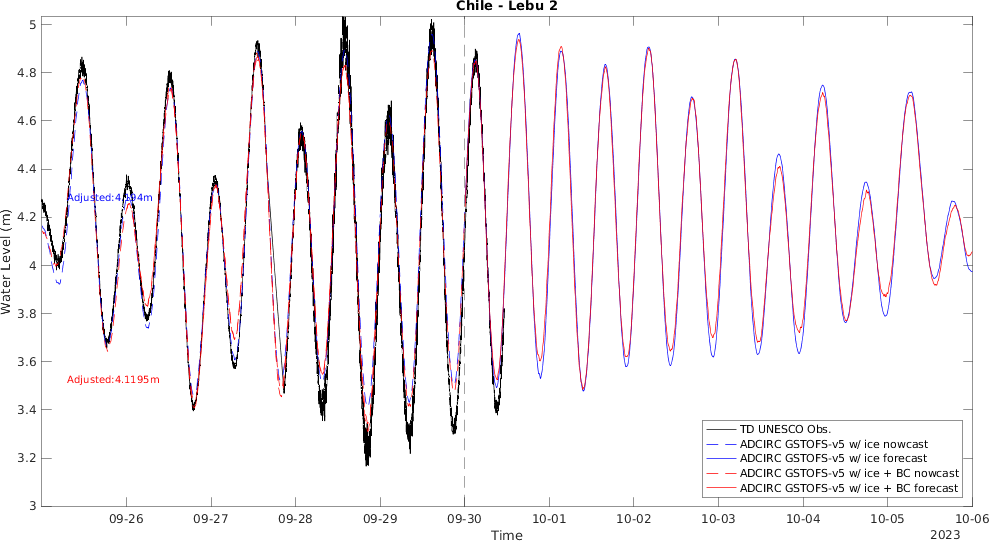 Chile - Lebu 2
5
4.8
4.6
4.4
4.2
4
3.8
3.6
3.4
3.2
3
Water Level (m)
Adjusted:4.1195m
TD UNESCO Obs.
ADCIRC GSTOFS-v5 w/ ice nowcast
ADCIRC GSTOFS-v5 w/ ice forecast
ADCIRC GSTOFS-v5 w/ ice + BC nowcast
ADCIRC GSTOFS-v5 w/ ice + BC forecast
09-26 09-27 09-28 09-29 09-30 10-01 10-02 10-03 10-04 10-05 10-06
Time
2023